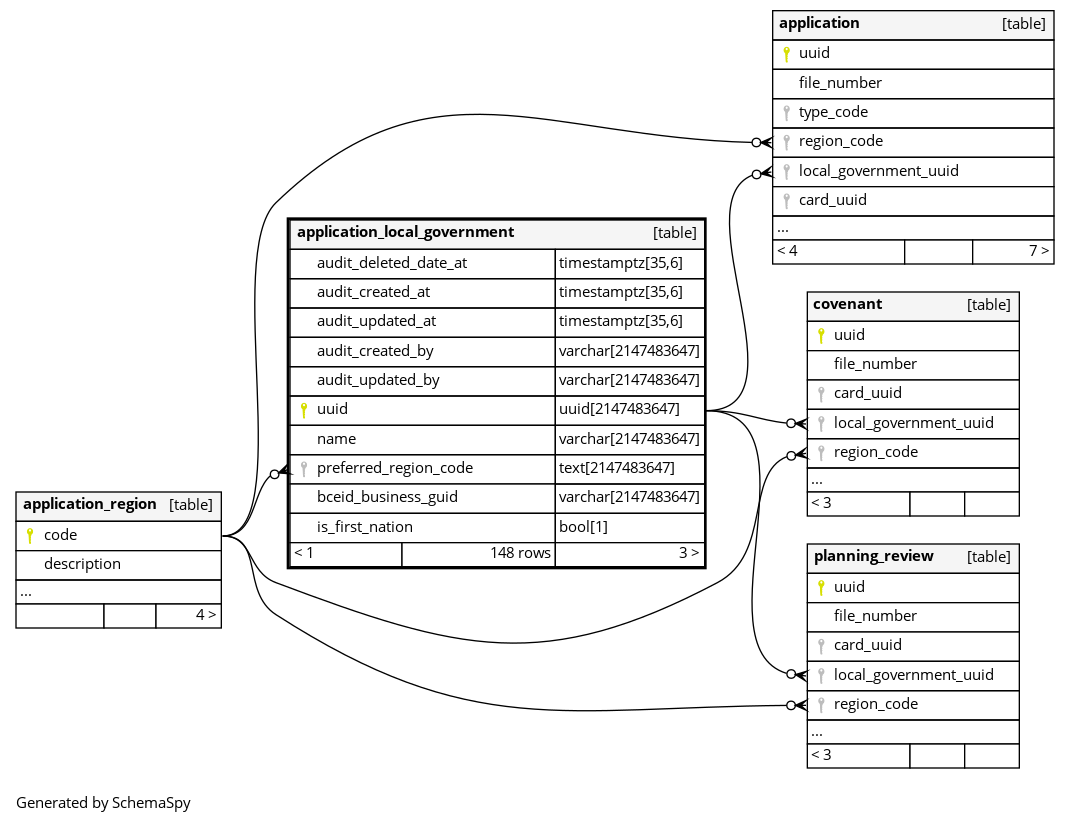 application [table]
uuid
file_number
type_code
region_code
local_government_uuid
card_uuid
...
< 4 7 >
application_local_government [table]
audit_deleted_date_at timestamptz[35,6]
audit_created_at timestamptz[35,6]
audit_updated_at timestamptz[35,6]
audit_created_by varchar[2147483647]
audit_updated_by varchar[2147483647]
uuid uuid[2147483647]
name varchar[2147483647]
preferred_region_code text[2147483647]
bceid_business_guid varchar[2147483647]
is_first_nation bool[1]
< 1 148 rows 3 >
covenant [table]
uuid
file_number
card_uuid
local_government_uuid
region_code
...
< 3
application_region [table]
code
description
...
4 >
planning_review [table]
uuid
file_number
card_uuid
local_government_uuid
region_code
...
< 3
Generated by SchemaSpy